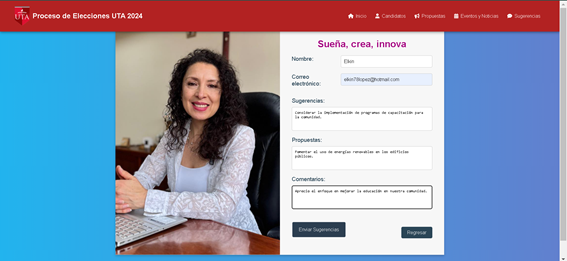 UTA
Proceso de Elecciones UTA 2024
Inicio
Candidatos
Propuestas
Eventos y Noticias
Sugerencias
Sueña, crea, innova
Nombre:
Elkin
Correo
electrónico:
elkin78lopez@hotmail.com
Sugerencias:
Considerar la implementación de programas de capacitación para
la comunidad.
Propuestas:
Fomentar el uso de energías renovables en los edificios
públicos.
Comentarios:
Aprecio el enfoque en mejorar la educación en nuestra comunidad.
Enviar Sugerencias
Regresar